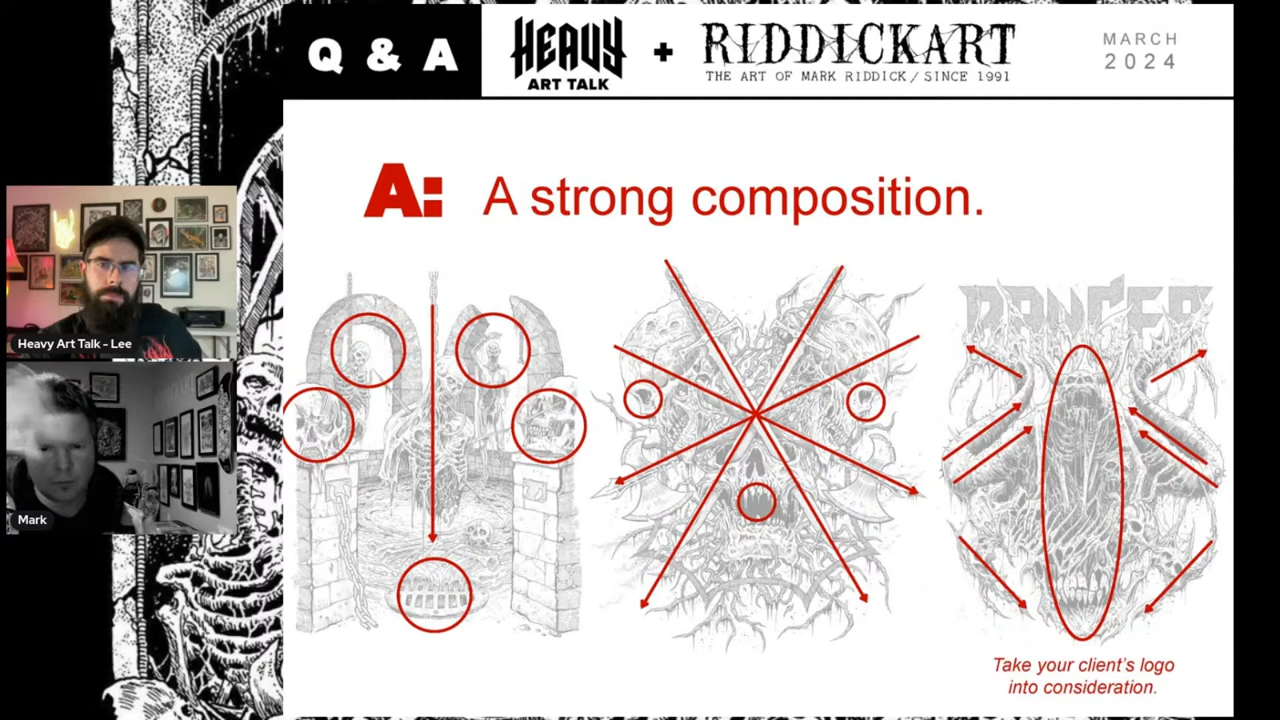 Q & A
HEAVY
ART TALK
+
RIDDICKART
THE ART OF MARK RIDDICK / SINCE 1991
MARCH
2024
A: A strong composition.
RANGER
Heavy Art Talk - Lee
Mark
Take your client's logo
into consideration.